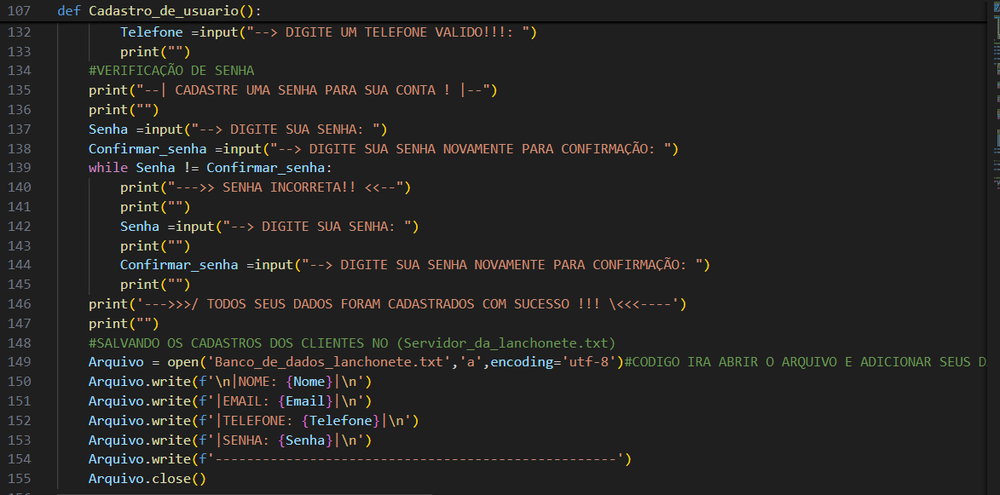 107 def Cadastro_de_usuario():
132 Telefone =input("--> DIGITE UM TELEFONE VALIDO!!!: ")
133 print("")
134 #VERIFICAÇÃO DE SENHA
135 print("--| CADASTRE UMA SENHA PARA SUA CONTA ! |--")
136 print("")
137 Senha =input("--> DIGITE SUA SENHA: ")
138 Confirmar_senha =input("--> DIGITE SUA SENHA NOVAMENTE PARA CONFIRMAÇÃO: ")
139 while Senha != Confirmar_senha:
140 print("--->> SENHA INCORRETA!! <<--")
141 print("")
142 Senha =input("--> DIGITE SUA SENHA: ")
143 print("")
144 Confirmar_senha =input("--> DIGITE SUA SENHA NOVAMENTE PARA CONFIRMAÇÃO: ")
145 print("")
146 print('--->>>/ TODOS SEUS DADOS FORAM CADASTRADOS COM SUCESSO !!! \<<<----')
147 print("")
148 #SALVANDO OS CADASTROS DOS CLIENTES NO (Servidor_da_lanchonete.txt)
149 Arquivo = open('Banco_de_dados_lanchonete.txt','a',encoding='utf-8')#CODIGO IRA ABRIR O ARQUIVO E ADICIONAR SEUS D
150 Arquivo.write(f'\n|NOME: {Nome}|\n')
151 Arquivo.write(f'|EMAIL: {Email}|\n')
152 Arquivo.write(f'|TELEFONE: {Telefone}|\n')
153 Arquivo.write(f'|SENHA: {Senha}|\n')
154 Arquivo.write(f'---------------------------------------------------')
155 Arquivo.close()